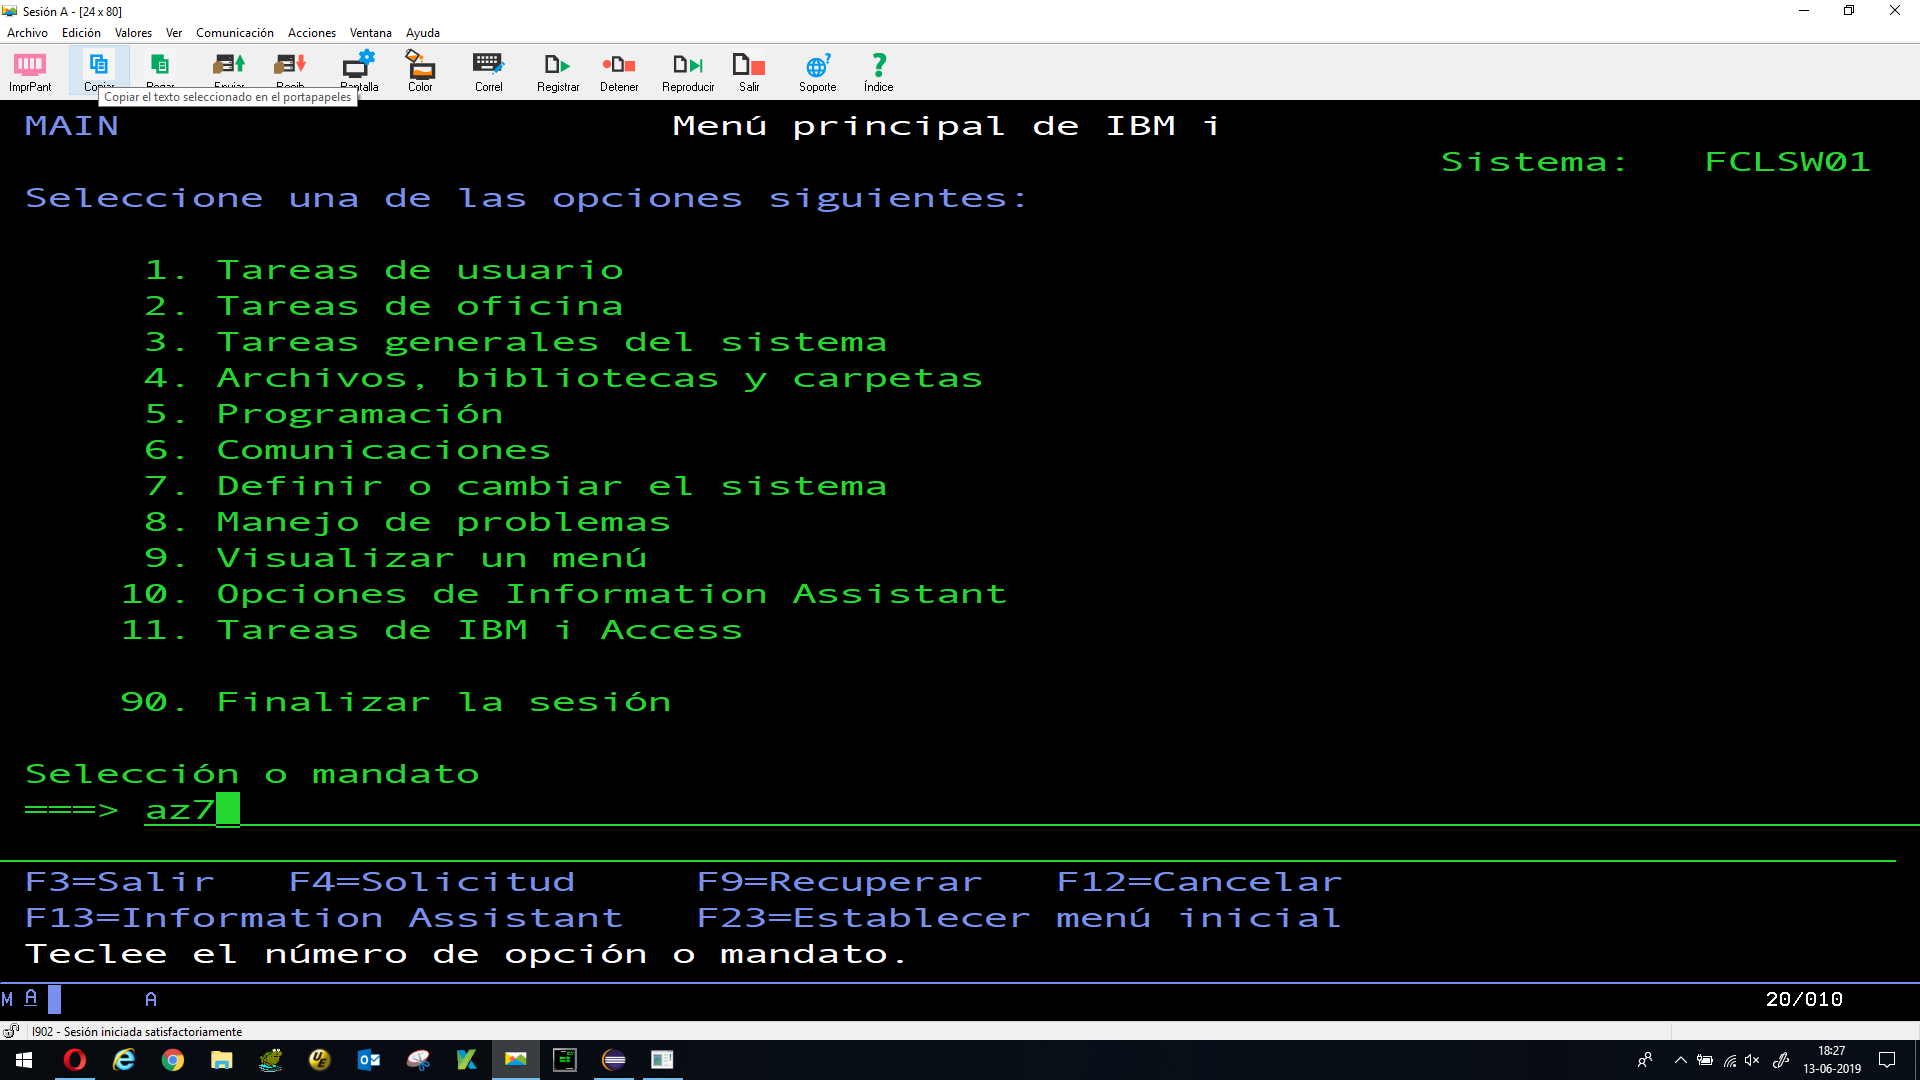 Sesión A - [24 x 80]
Archivo Edición Valores Ver Comunicación Acciones Ventana Ayuda
ImprPant Copiar Pegar Enviar Recib Pantalla Color Correl Registrar Detener Reproducir Salir Soporte Índice
Copiar el texto seleccionado en el portapapeles
MAIN Menú principal de IBM i
Sistema: FCLSW01
Seleccione una de las opciones siguientes:
1. Tareas de usuario
2. Tareas de oficina
3. Tareas generales del sistema
4. Archivos, bibliotecas y carpetas
5. Programación
6. Comunicaciones
7. Definir o cambiar el sistema
8. Manejo de problemas
9. Visualizar un menú
10. Opciones de Information Assistant
11. Tareas de IBM i Access
90. Finalizar la sesión
Selección o mandato
===> az7
F3=Salir F4=Solicitud F9=Recuperar F12=Cancelar
F13=Information Assistant F23=Establecer menú inicial
Teclee el número de opción o mandato.
M A A 20/010
I902 - Sesión iniciada satisfactoriamente
18:27
13-06-2019